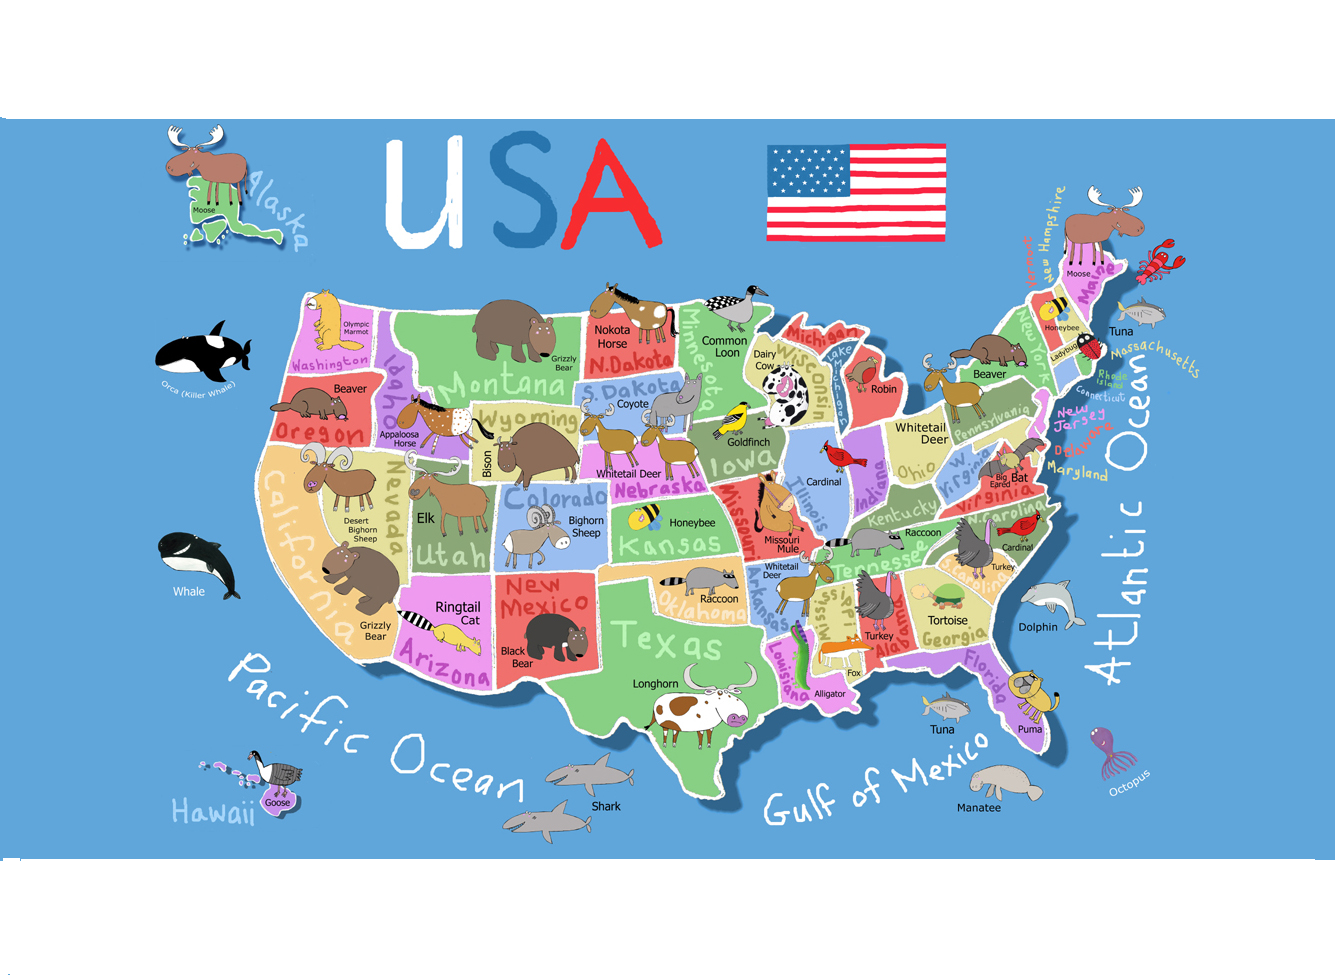 USA
Alaska
Moose
New Hampshire
Vermont
Moose
Maine
Olympic
Marmot
Washington
Idaho
Montana
Grizzly
Bear
Nokota
Horse
N.Dakota
Minnesota
Common
Loon
Michigan
Lake
Michigan
Dairy
Cow
Wisconsin
Robin
New York
Beaver
Honeybee
Ladybug
Tuna
Massachusetts
Rhode
Island
Connecticut
Orca (Killer Whale)
Beaver
Oregon
Appaloosa
Horse
Wyoming
Bison
S. Dakota
Coyote
Whitetail Deer
Nebraska
Goldfinch
Iowa
Cardinal
Illinois
Indiana
Whitetail
Deer
Ohio
Pennsylvania
New
Jersey
Delaware
Maryland
W.
Virginia
Big
Eared
Bat
Virginia
Atlantic Ocean
California
Nevada
Desert
Bighorn
Sheep
Elk
Utah
Colorado
Bighorn
Sheep
Honeybee
Kansas
Missouri
Missouri
Mule
Kentucky
Raccoon
Tennessee
N.Carolina
Cardinal
Turkey
S.Carolina
Whale
Grizzly
Bear
Ringtail
Cat
Arizona
New
Mexico
Black
Bear
Raccoon
Oklahoma
Texas
Longhorn
Whitetail
Deer
Arkansas
Mississippi
Fox
Louisiana
Alligator
Turkey
Alabama
Tortoise
Georgia
Florida
Puma
Dolphin
Tuna
Pacific Ocean
Hawaii
Goose
Shark
Gulf of Mexico
Manatee
Octopus